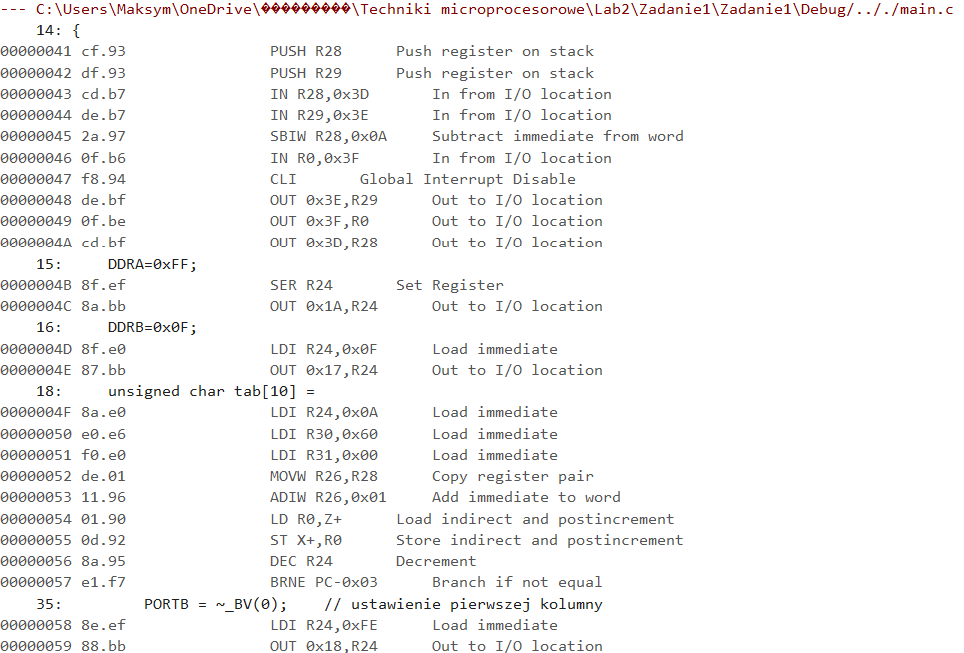 --- C:\Users\Maksym\OneDrive\���������\Techniki microprocesorowe\Lab2\Zadanie1\Zadanie1\Debug/.././main.c
14: {
00000041 cf.93 PUSH R28 Push register on stack
00000042 df.93 PUSH R29 Push register on stack
00000043 cd.b7 IN R28,0x3D In from I/O location
00000044 de.b7 IN R29,0x3E In from I/O location
00000045 2a.97 SBIW R28,0x0A Subtract immediate from word
00000046 0f.b6 IN R0,0x3F In from I/O location
00000047 f8.94 CLI Global Interrupt Disable
00000048 de.bf OUT 0x3E,R29 Out to I/O location
00000049 0f.be OUT 0x3F,R0 Out to I/O location
0000004A cd.bf OUT 0x3D,R28 Out to I/O location
15: DDRA=0xFF;
0000004B 8f.ef SER R24 Set Register
0000004C 8a.bb OUT 0x1A,R24 Out to I/O location
16: DDRB=0x0F;
0000004D 8f.e0 LDI R24,0x0F Load immediate
0000004E 87.bb OUT 0x17,R24 Out to I/O location
18: unsigned char tab[10] =
0000004F 8a.e0 LDI R24,0x0A Load immediate
00000050 e0.e6 LDI R30,0x60 Load immediate
00000051 f0.e0 LDI R31,0x00 Load immediate
00000052 de.01 MOVW R26,R28 Copy register pair
00000053 11.96 ADIW R26,0x01 Add immediate to word
00000054 01.90 LD R0,Z+ Load indirect and postincrement
00000055 0d.92 ST X+,R0 Store indirect and postincrement
00000056 8a.95 DEC R24 Decrement
00000057 e1.f7 BRNE PC-0x03 Branch if not equal
35: PORTB = ~_BV(0); // ustawienie pierwszej kolumny
00000058 8e.ef LDI R24,0xFE Load immediate
00000059 88.bb OUT 0x18,R24 Out to I/O location